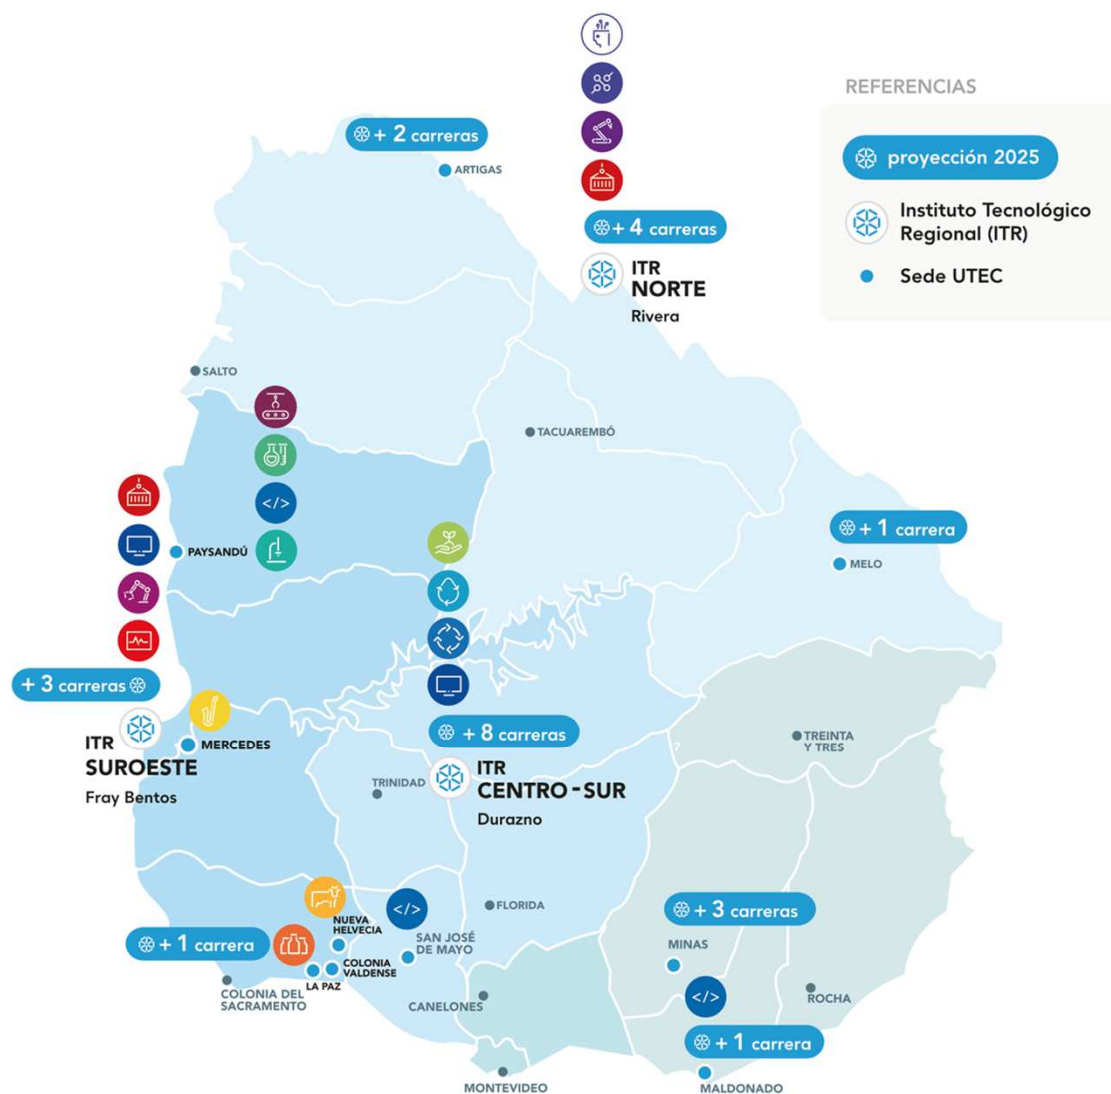 REFERENCIAS
proyección 2025
Instituto Tecnológico
Regional (ITR)
Sede UTEC
+ 2 carreras
ARTIGAS
+ 4 carreras
ITR
NORTE
Rivera
SALTO
TACUAREMBÓ
</>
PAYSANDÚ
+ 1 carrera
MELO
+ 3 carreras
ITR
SUROESTE
Fray Bentos
MERCEDES
+ 8 carreras
ITR
CENTRO-SUR
Durazno
TRINIDAD
TREINTA
Y TRES
FLORIDA
</>
NUEVA
HELVECIA
SAN JOSÉ
DE MAYO
+ 1 carrera
COLONIA
VALDENSE
LA PAZ
COLONIA DEL
SACRAMENTO
CANELONES
MONTEVIDEO
+ 3 carreras
MINAS
</>
ROCHA
+ 1 carrera
MALDONADO